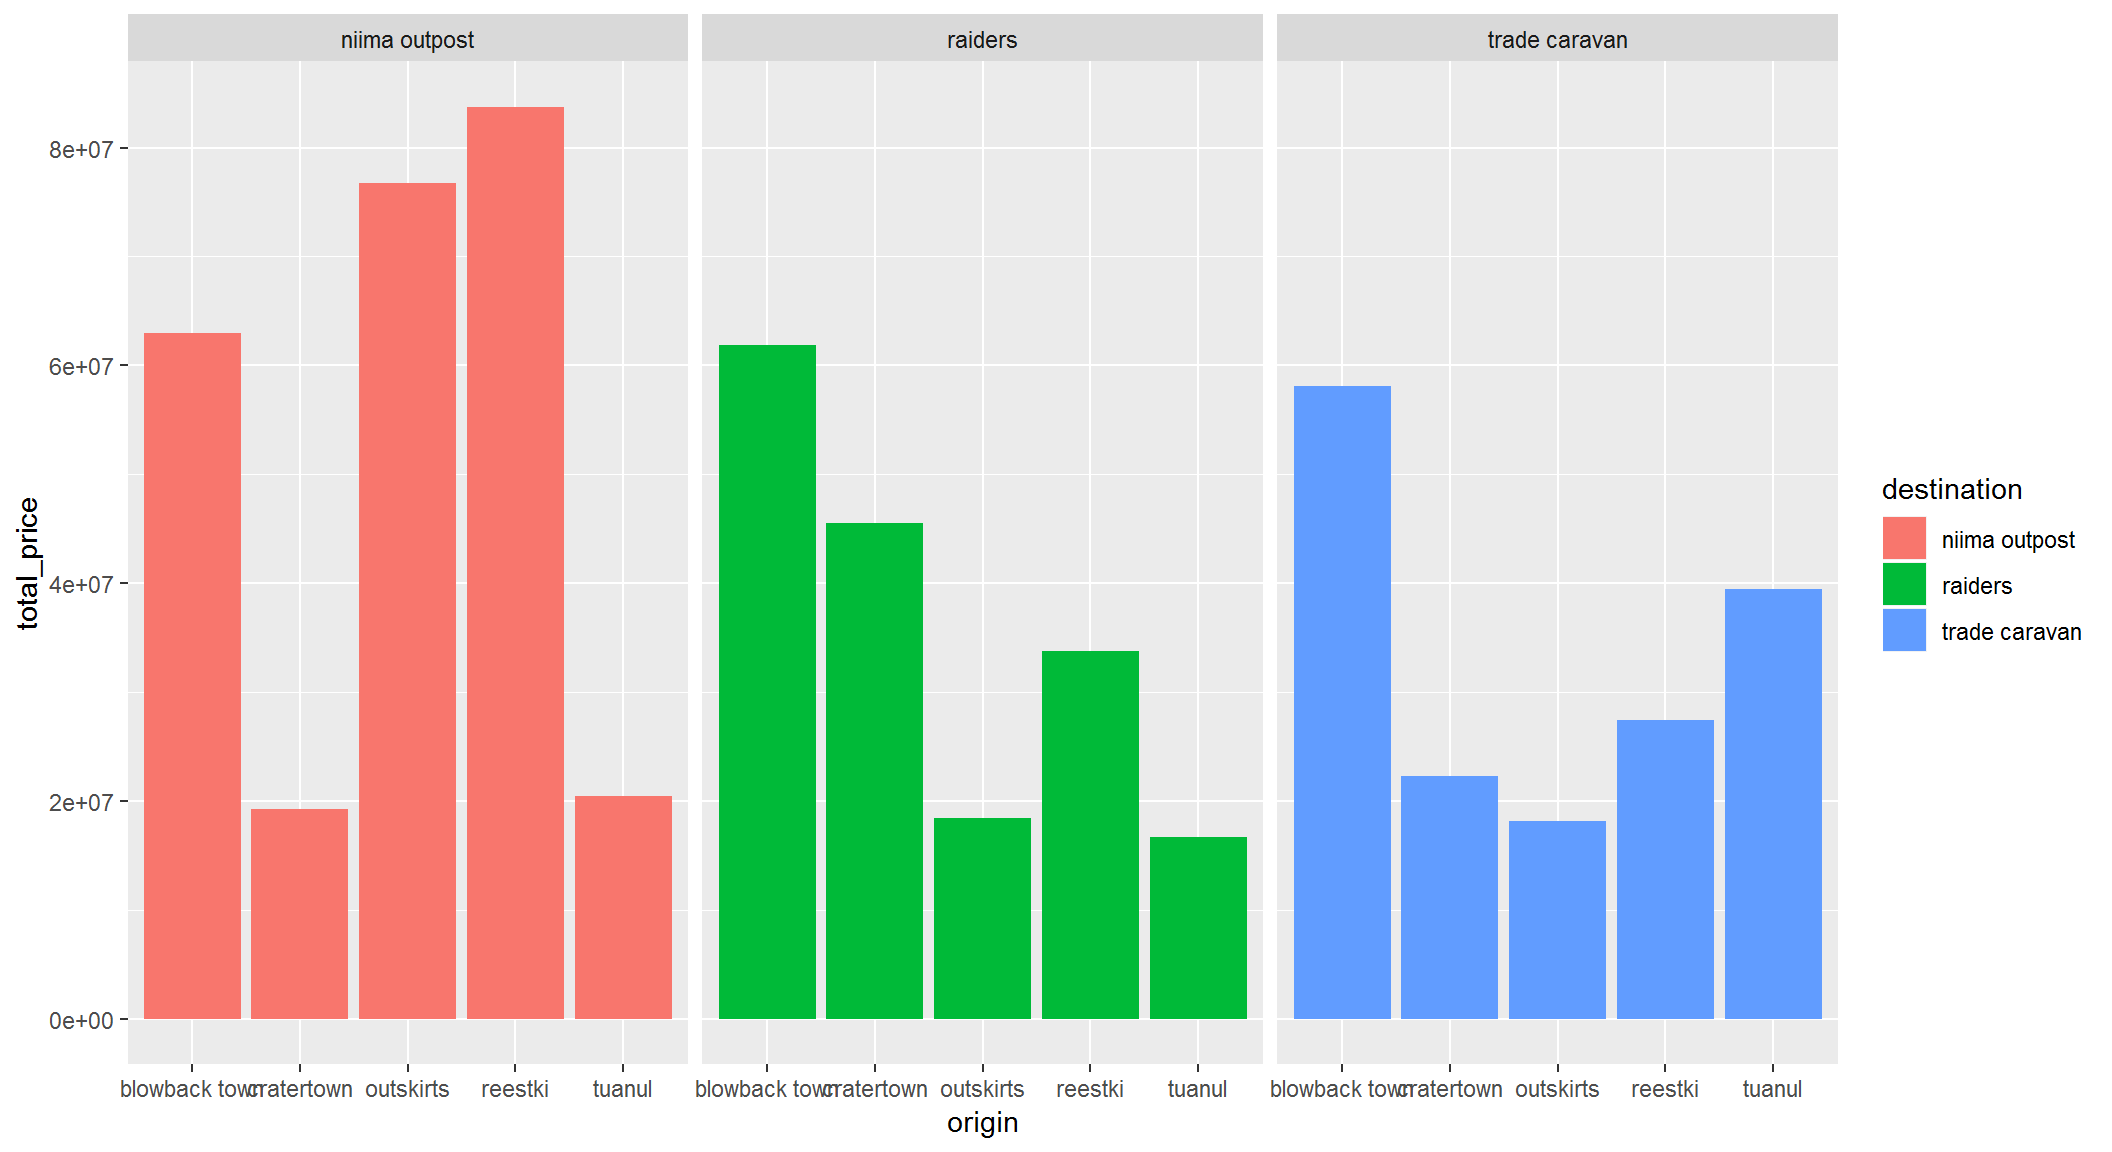 niima outpost raiders trade caravan
8e+07
6e+07
4e+07
2e+07
0e+00
total_price
blowback town cratertown outskirts reestki tuanul blowback town cratertown outskirts reestki tuanul blowback town cratertown outskirts reestki tuanul
origin
destination
niima outpost
raiders
trade caravan